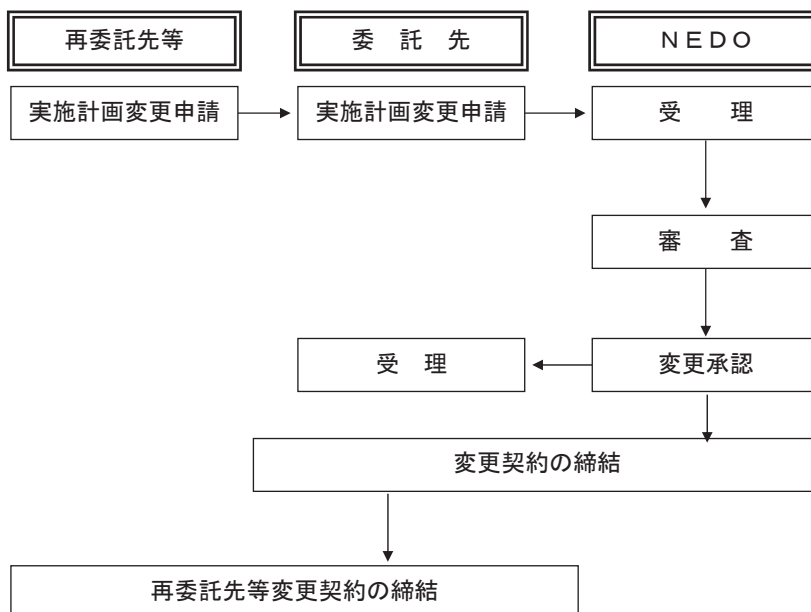 再委託先等
委　託　先
ＮＥＤＯ
実施計画変更申請
実施計画変更申請
受　　理
審　　査
受　理
変更承認
変更契約の締結
再委託先等変更契約の締結